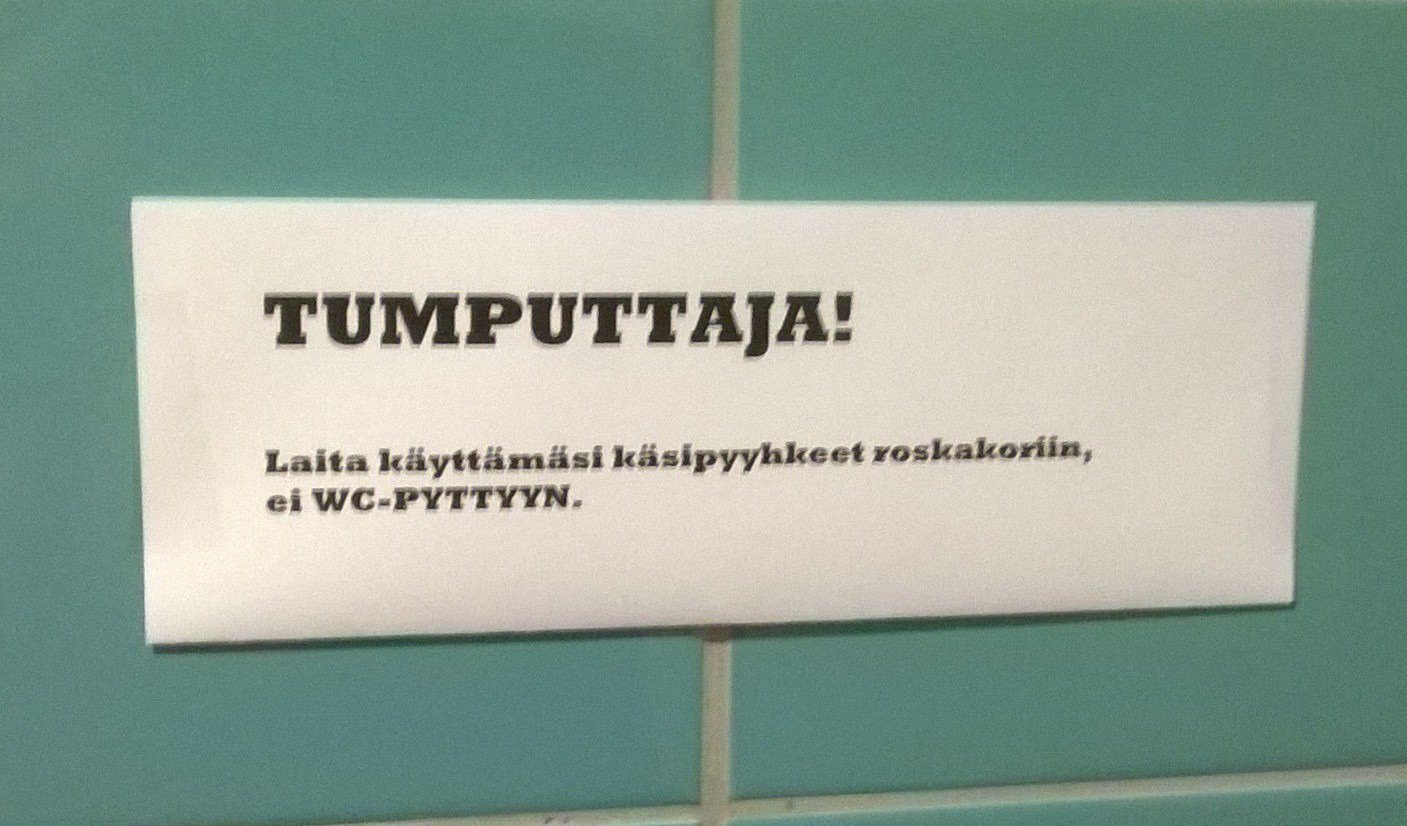 TUMPUTTAJA!
Laita käyttämäsi käsipyyhkeet roskakoriin,
ei WC-PYTTYYN.